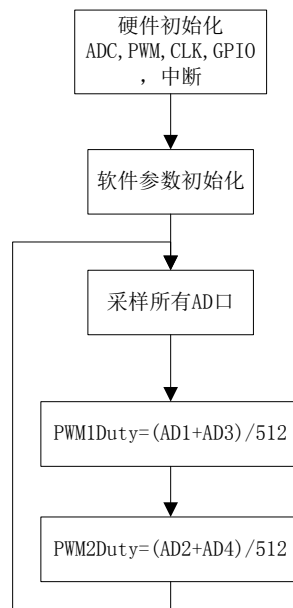 硬件初始化
ADC,PWM,CLK,GPIO
，中断
软件参数初始化
采样所有AD口
PWM1Duty=(AD1+AD3)/512
PWM2Duty=(AD2+AD4)/512